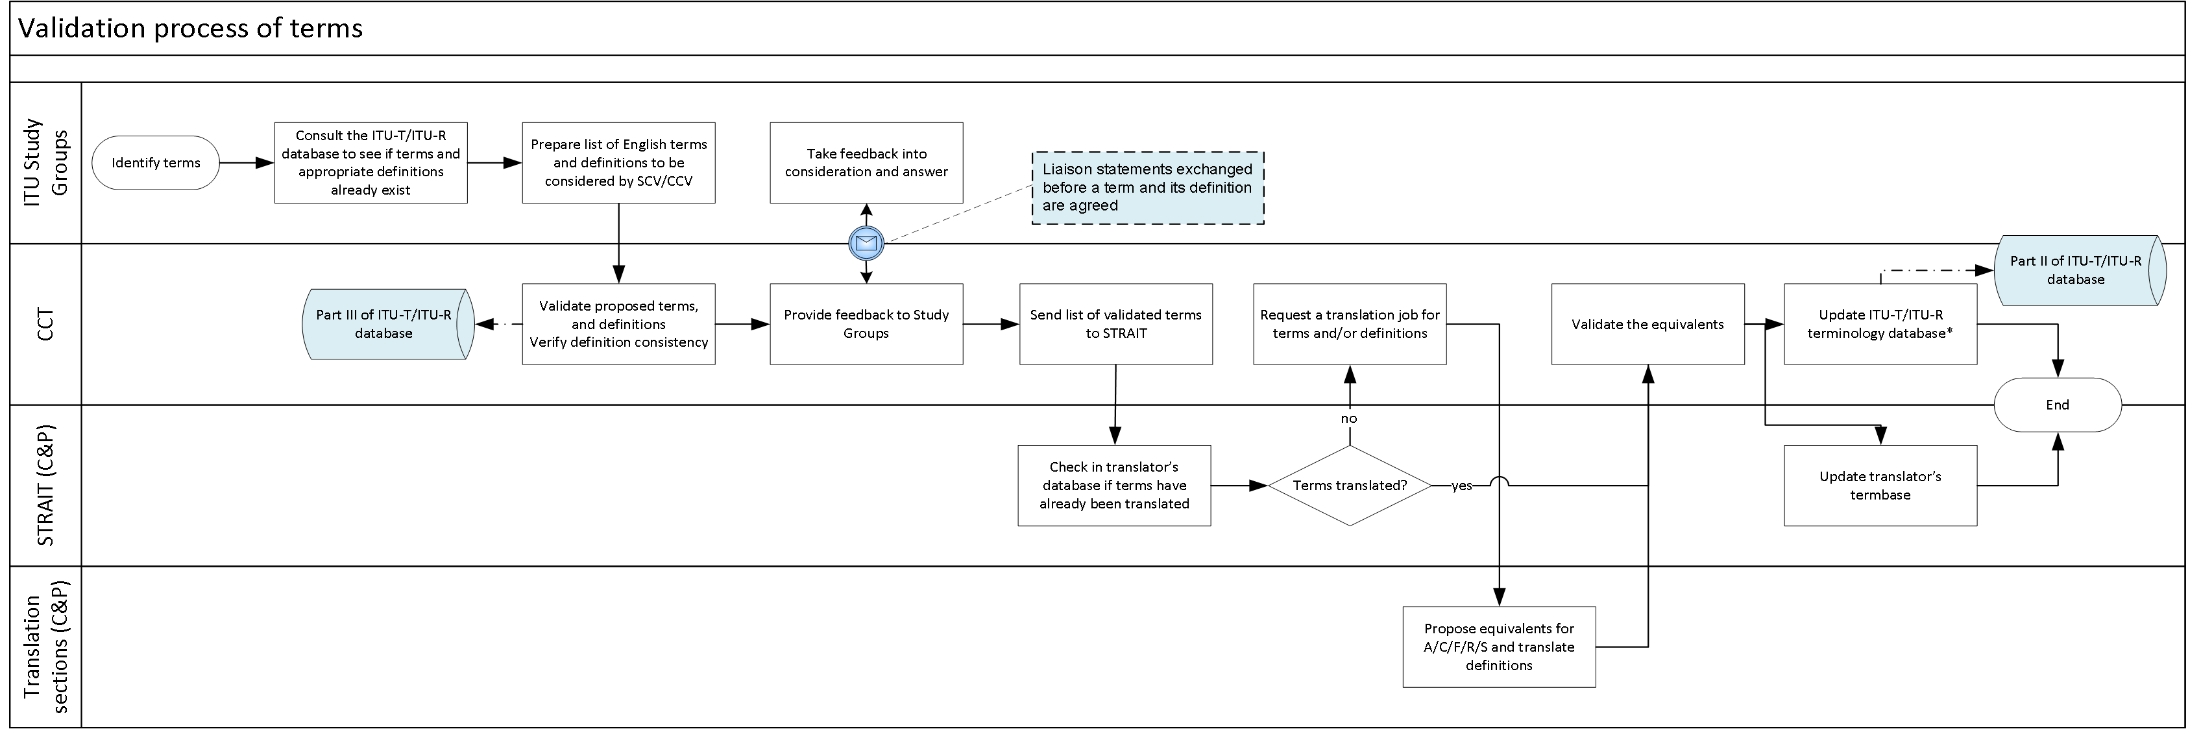 Validation process of terms
ITU Study
Groups
Identify terms
Consult the ITU-T/ITU-R
database to see if terms and
appropriate definitions
already exist
Prepare list of English terms
and definitions to be
considered by SCV/CCV
Take feedback into
consideration and answer
Liaison statements exchanged
before a term and its definition
are agreed
CCT
Part III of ITU-T/ITU-R
database
Validate proposed terms,
and definitions
Verify definition consistency
Provide feedback to Study
Groups
Send list of validated terms
to STRAIT
Request a translation job for
terms and/or definitions
Validate the equivalents
Update ITU-T/ITU-R
terminology database*
Part II of ITU-T/ITU-R
database
End
STRAIT (C&P)
Check in translator's
database if terms have
already been translated
Terms translated?
no
yes
Update translator's
termbase
Translation
sections (C&P)
Propose equivalents for
A/C/F/R/S and translate
definitions